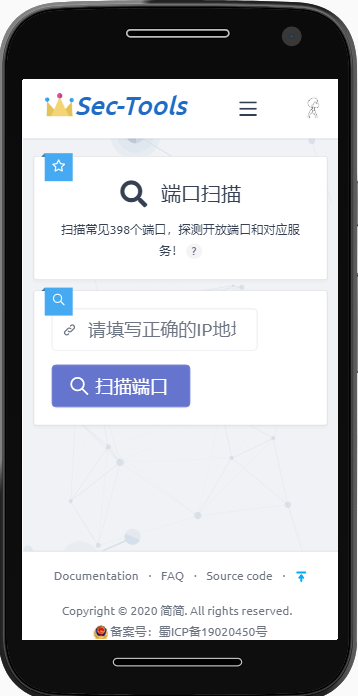 Sec-Tools
端口扫描
扫描常见398个端口，探测开放端口和对应服
务！ ?
请填写正确的IP地
扫描端口
Documentation · FAQ · Source code ·
Copyright © 2020 简简. All rights reserved.
备案号：蜀ICP备19020450号